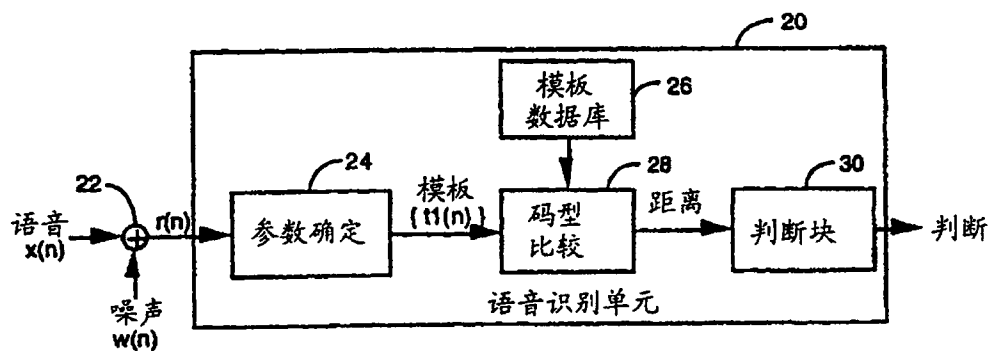 20
模板
数据库
26
22
24
28
30
语音
x(n)
r(n)
参数确定
模板
{ t1(n) }
码型
比较
距离
判断块
判断
噪声
w(n)
语音识别单元